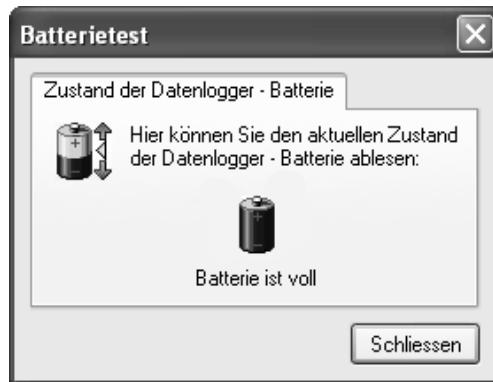 Batterietest
Zustand der Datenlogger - Batterie
Hier können Sie den aktuellen Zustand
der Datenlogger - Batterie ablesen:
Batterie ist voll
Schliessen